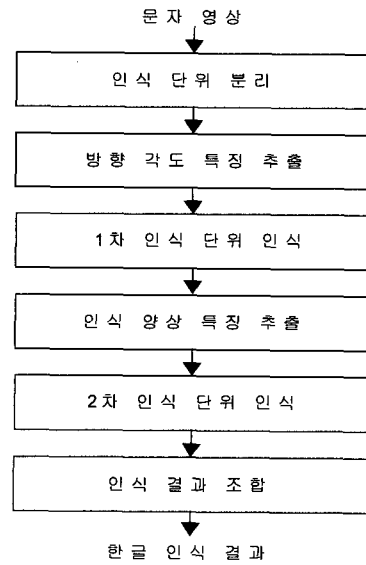 문자 영상
인식 단위 분리
방향 각도 특징 추출
1차 인식 단위 인식
인식 양상 특징 추출
2차 인식 단위 인식
인식 결과 조합
한글 인식 결과